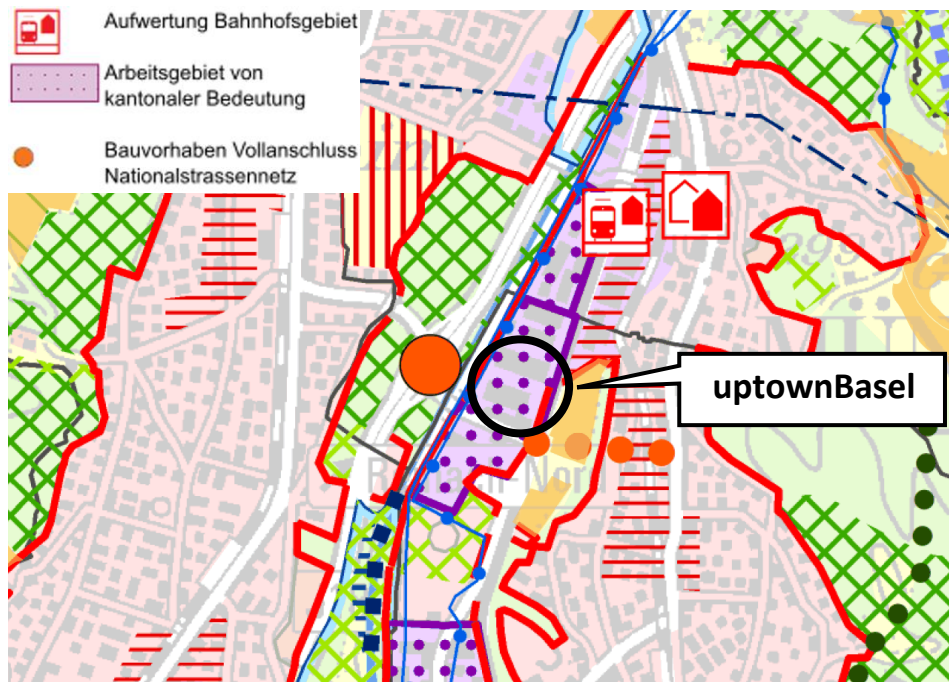 Aufwertung Bahnhofsgebiet
Arbeitsgebiet von
kantonaler Bedeutung
Bauvorhaben Vollanschluss
Nationalstrassennetz
uptownBasel